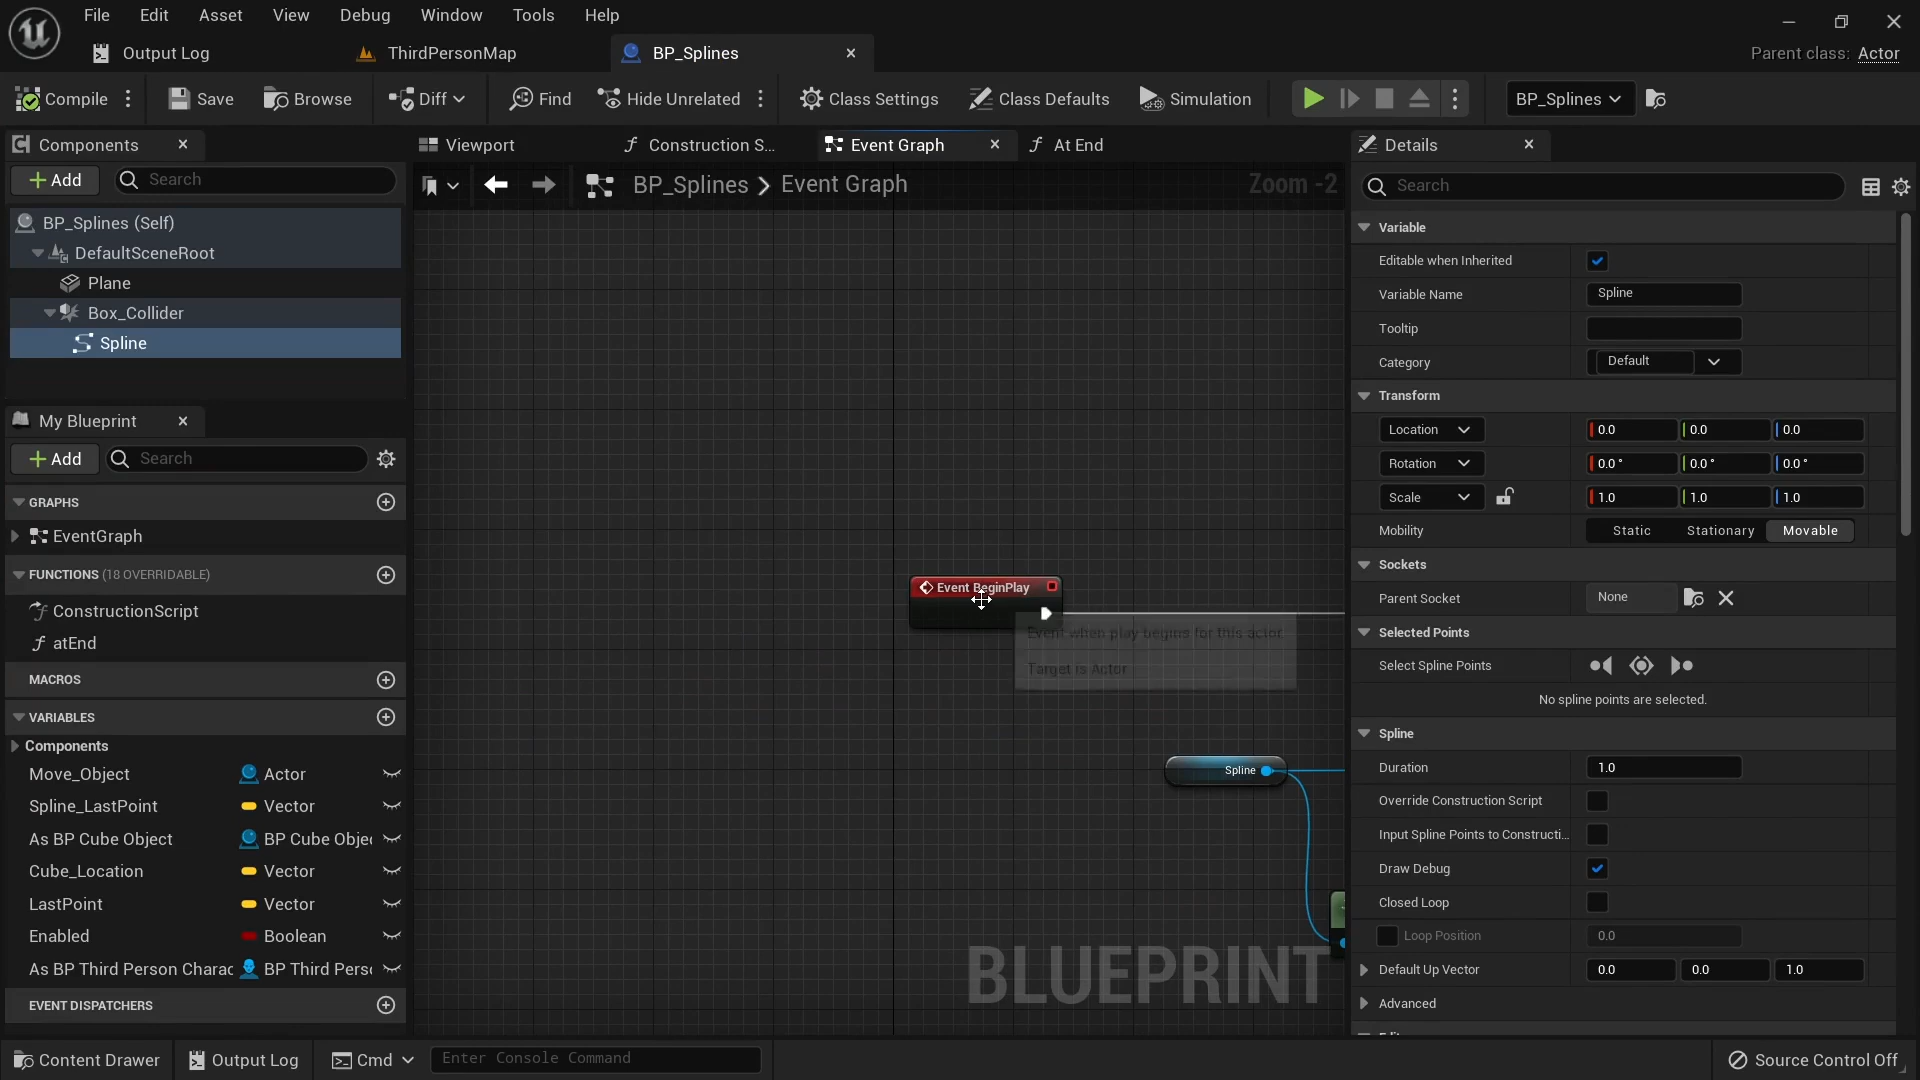 File Edit Asset View Debug Window Tools Help
Output Log ThirdPersonMap BP_Splines Parent class: Actor
Compile Save Browse Diff Find Hide Unrelated Class Settings Class Defaults Simulation BP_Splines
Components Viewport Construction S... Event Graph At End Details
Add Search
BP_Splines > Event Graph Zoom -2
Search
BP_Splines (Self)
DefaultSceneRoot
Plane
Box_Collider
Spline
My Blueprint
Add Search
GRAPHS
EventGraph
FUNCTIONS (18 OVERRIDABLE)
ConstructionScript
atEnd
MACROS
VARIABLES
Components
Move_Object Actor
Spline_LastPoint Vector
As BP Cube Object BP Cube Obje
Cube_Location Vector
LastPoint Vector
Enabled Boolean
As BP Third Person Charac BP Third Pers
EVENT DISPATCHERS
Event BeginPlay
Event when play begins for this actor
Target is Actor
Spline
BLUEPRINT
Variable
Editable when Inherited
Variable Name Spline
Tooltip
Category Default
Transform
Location 0.0 0.0 0.0
Rotation 0.0 ° 0.0 ° 0.0 °
Scale 1.0 1.0 1.0
Mobility Static Stationary Movable
Sockets
Parent Socket None
Selected Points
Select Spline Points
No spline points are selected.
Spline
Duration 1.0
Override Construction Script
Input Spline Points to Constructi...
Draw Debug
Closed Loop
Loop Position 0.0
Default Up Vector 0.0 0.0 1.0
Advanced
Content Drawer Output Log Cmd Enter Console Command Source Control Off